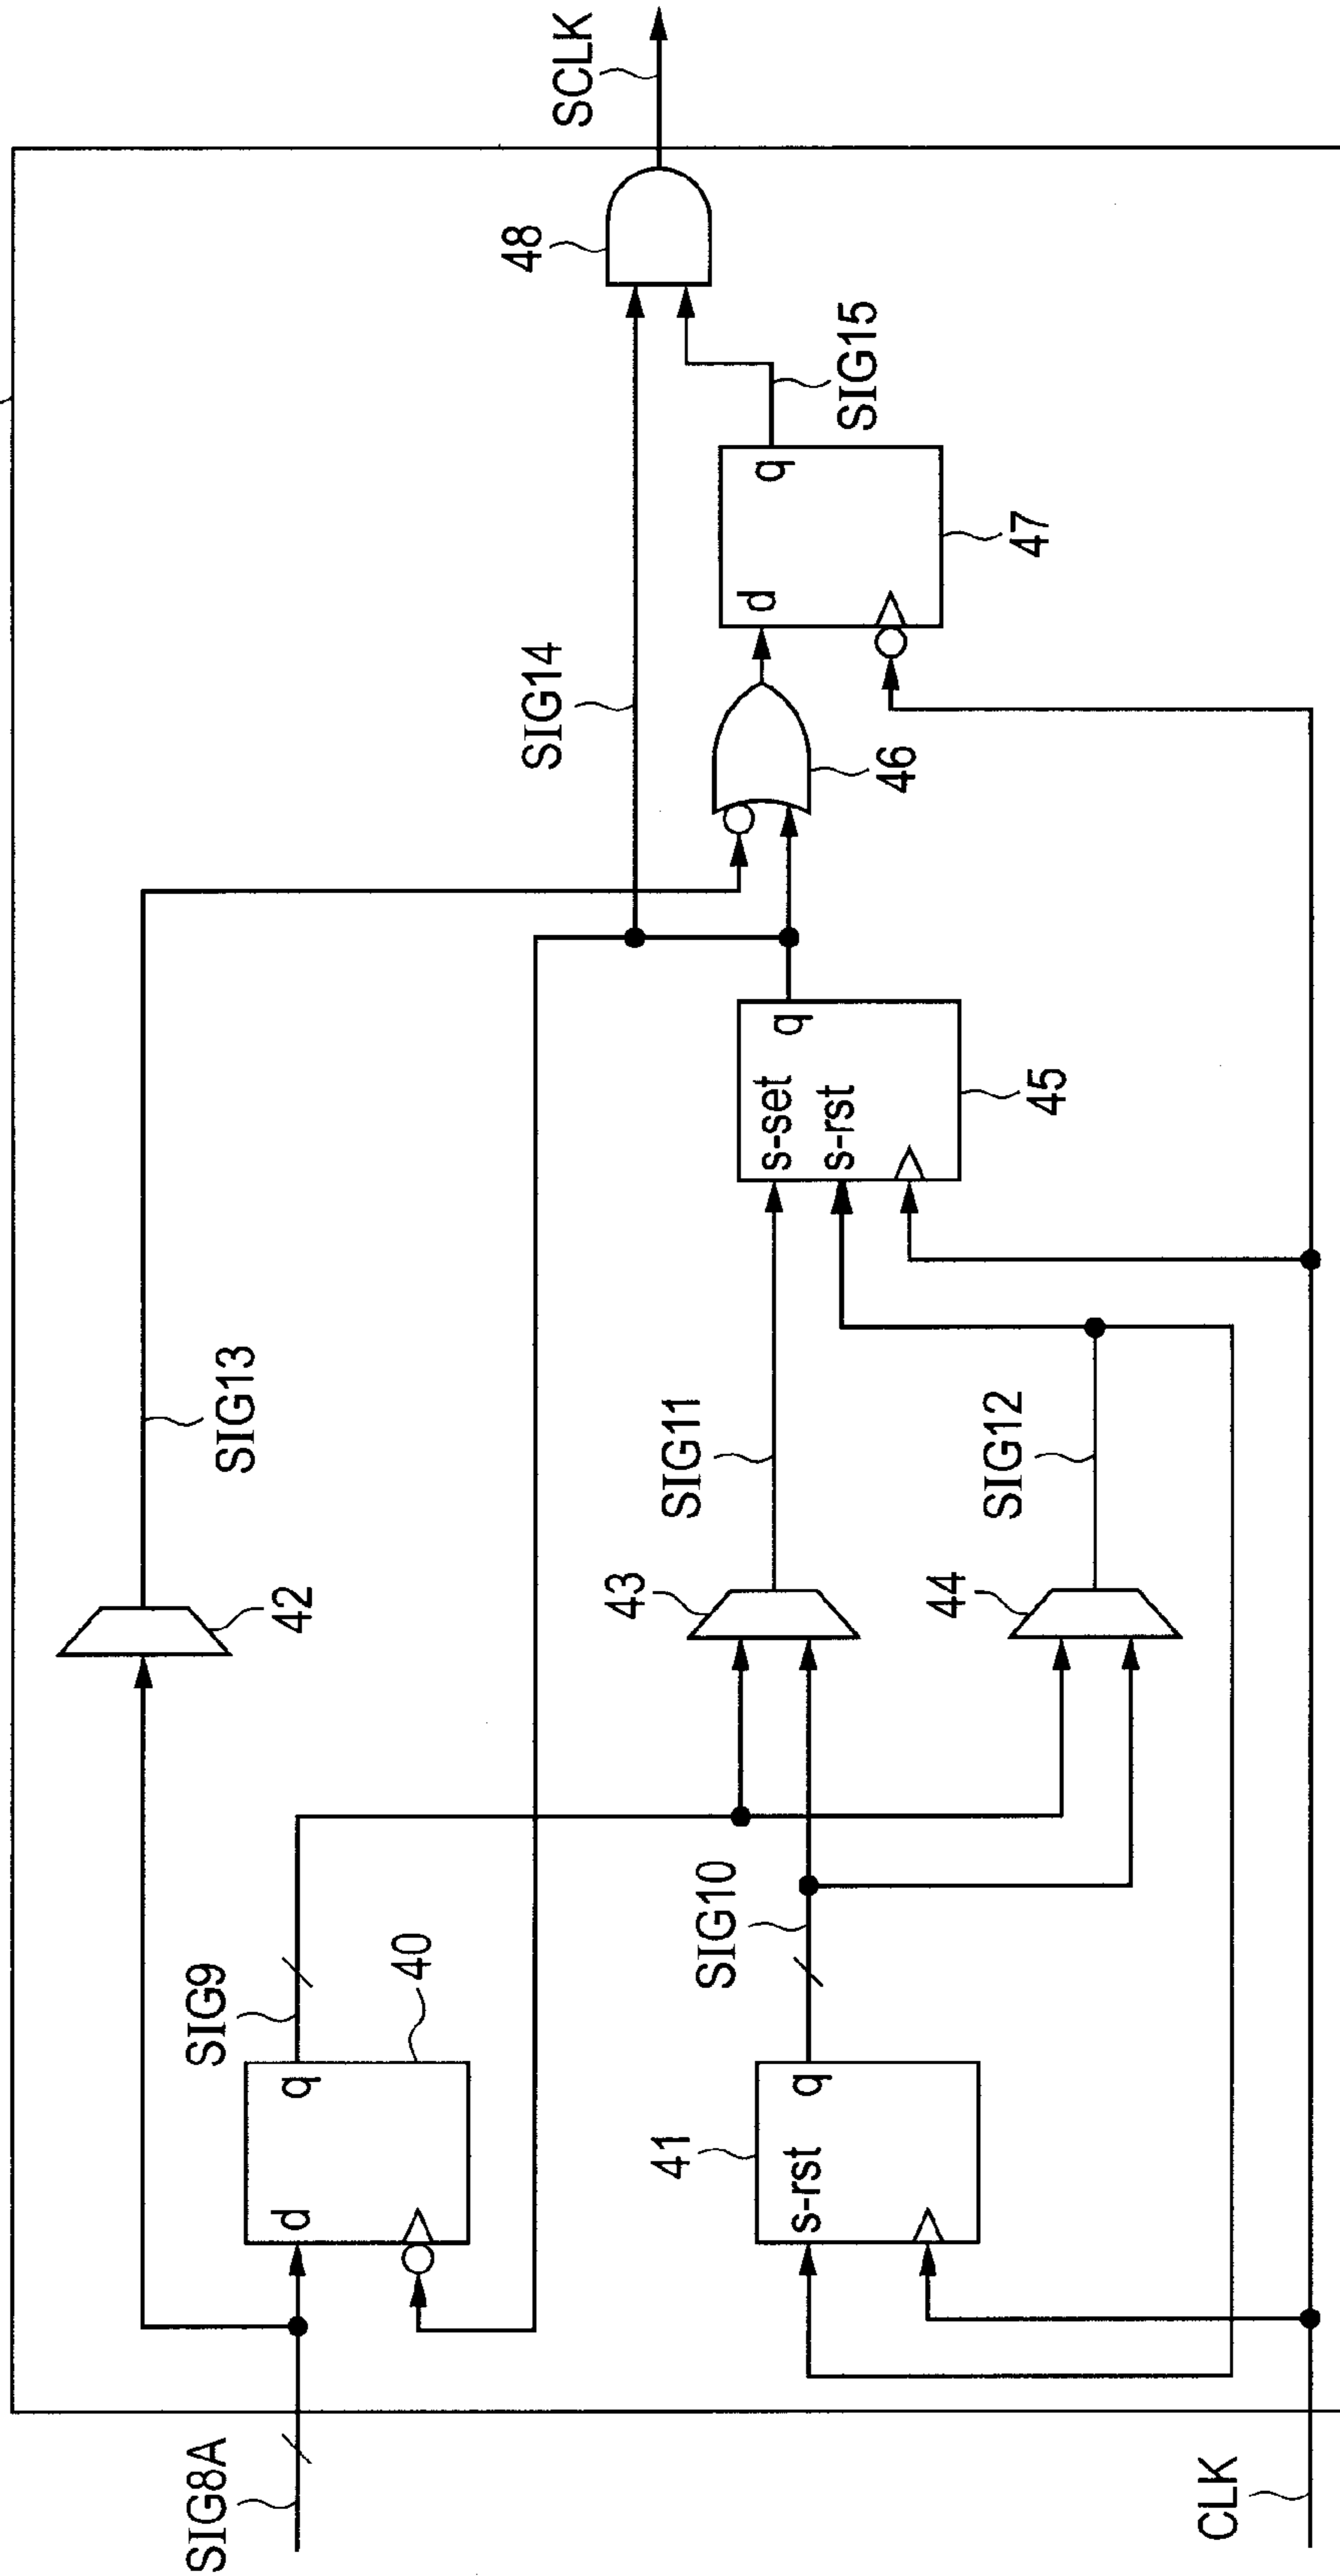 SIG8A
CLK
d
q
SIG9
40
s-rst
q
41
SIG10
42
SIG13
43
SIG11
44
SIG12
s-set
s-rst
q
45
46
SIG14
d
q
47
SIG15
48
SCLK